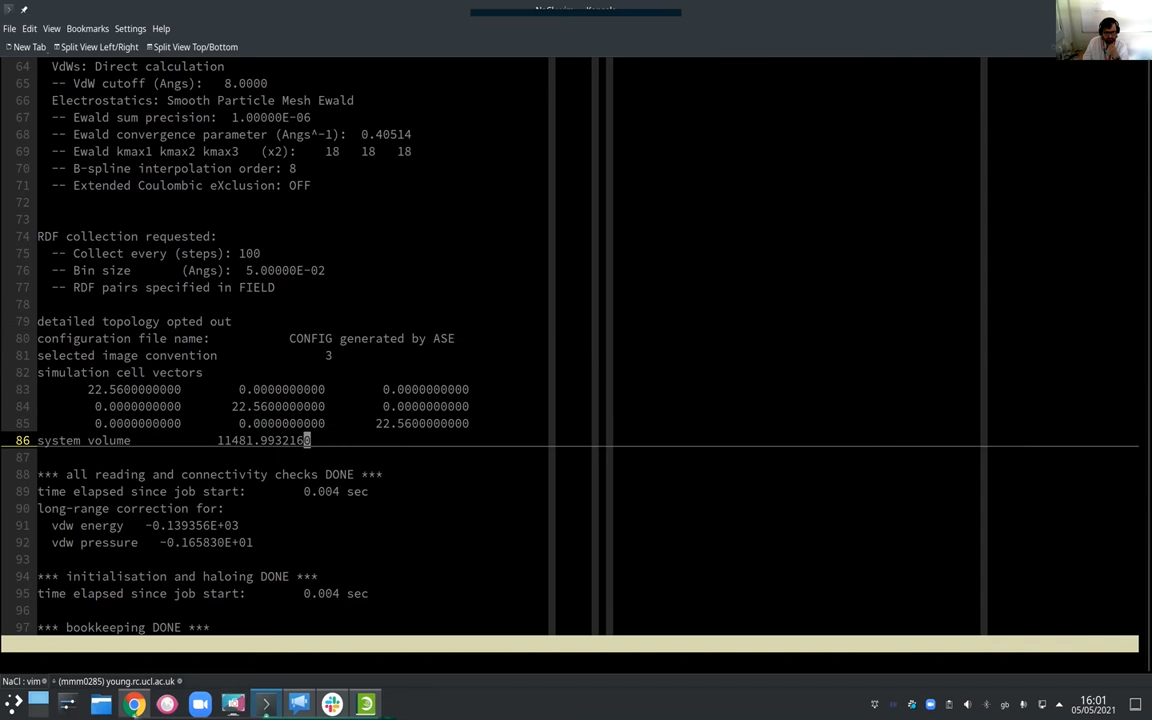 File Edit View Bookmarks Settings Help
New Tab Split View Left/Right Split View Top/Bottom
64 VdWs: Direct calculation
65 -- VdW cutoff (Angs): 8.0000
66 Electrostatics: Smooth Particle Mesh Ewald
67 -- Ewald sum precision: 1.00000E-06
68 -- Ewald convergence parameter (Angs^-1): 0.40514
69 -- Ewald kmax1 kmax2 kmax3 (x2): 18 18 18
70 -- B-spline interpolation order: 8
71 -- Extended Coulombic eXclusion: OFF
72
73
74 RDF collection requested:
75 -- Collect every (steps): 100
76 -- Bin size (Angs): 5.00000E-02
77 -- RDF pairs specified in FIELD
78
79 detailed topology opted out
80 configuration file name: CONFIG generated by ASE
81 selected image convention 3
82 simulation cell vectors
83 22.5600000000 0.0000000000 0.0000000000
84 0.0000000000 22.5600000000 0.0000000000
85 0.0000000000 0.0000000000 22.5600000000
86 system volume 11481.9932160
87
88 *** all reading and connectivity checks DONE ***
89 time elapsed since job start: 0.004 sec
90 long-range correction for:
91 vdw energy -0.139356E+03
92 vdw pressure -0.165830E+01
93
94 *** initialisation and haloing DONE ***
95 time elapsed since job start: 0.004 sec
96
97 *** bookkeeping DONE ***
NaCl : vim (mmm0285) young.rc.ucl.ac.uk
gb
16:01
05/05/2021